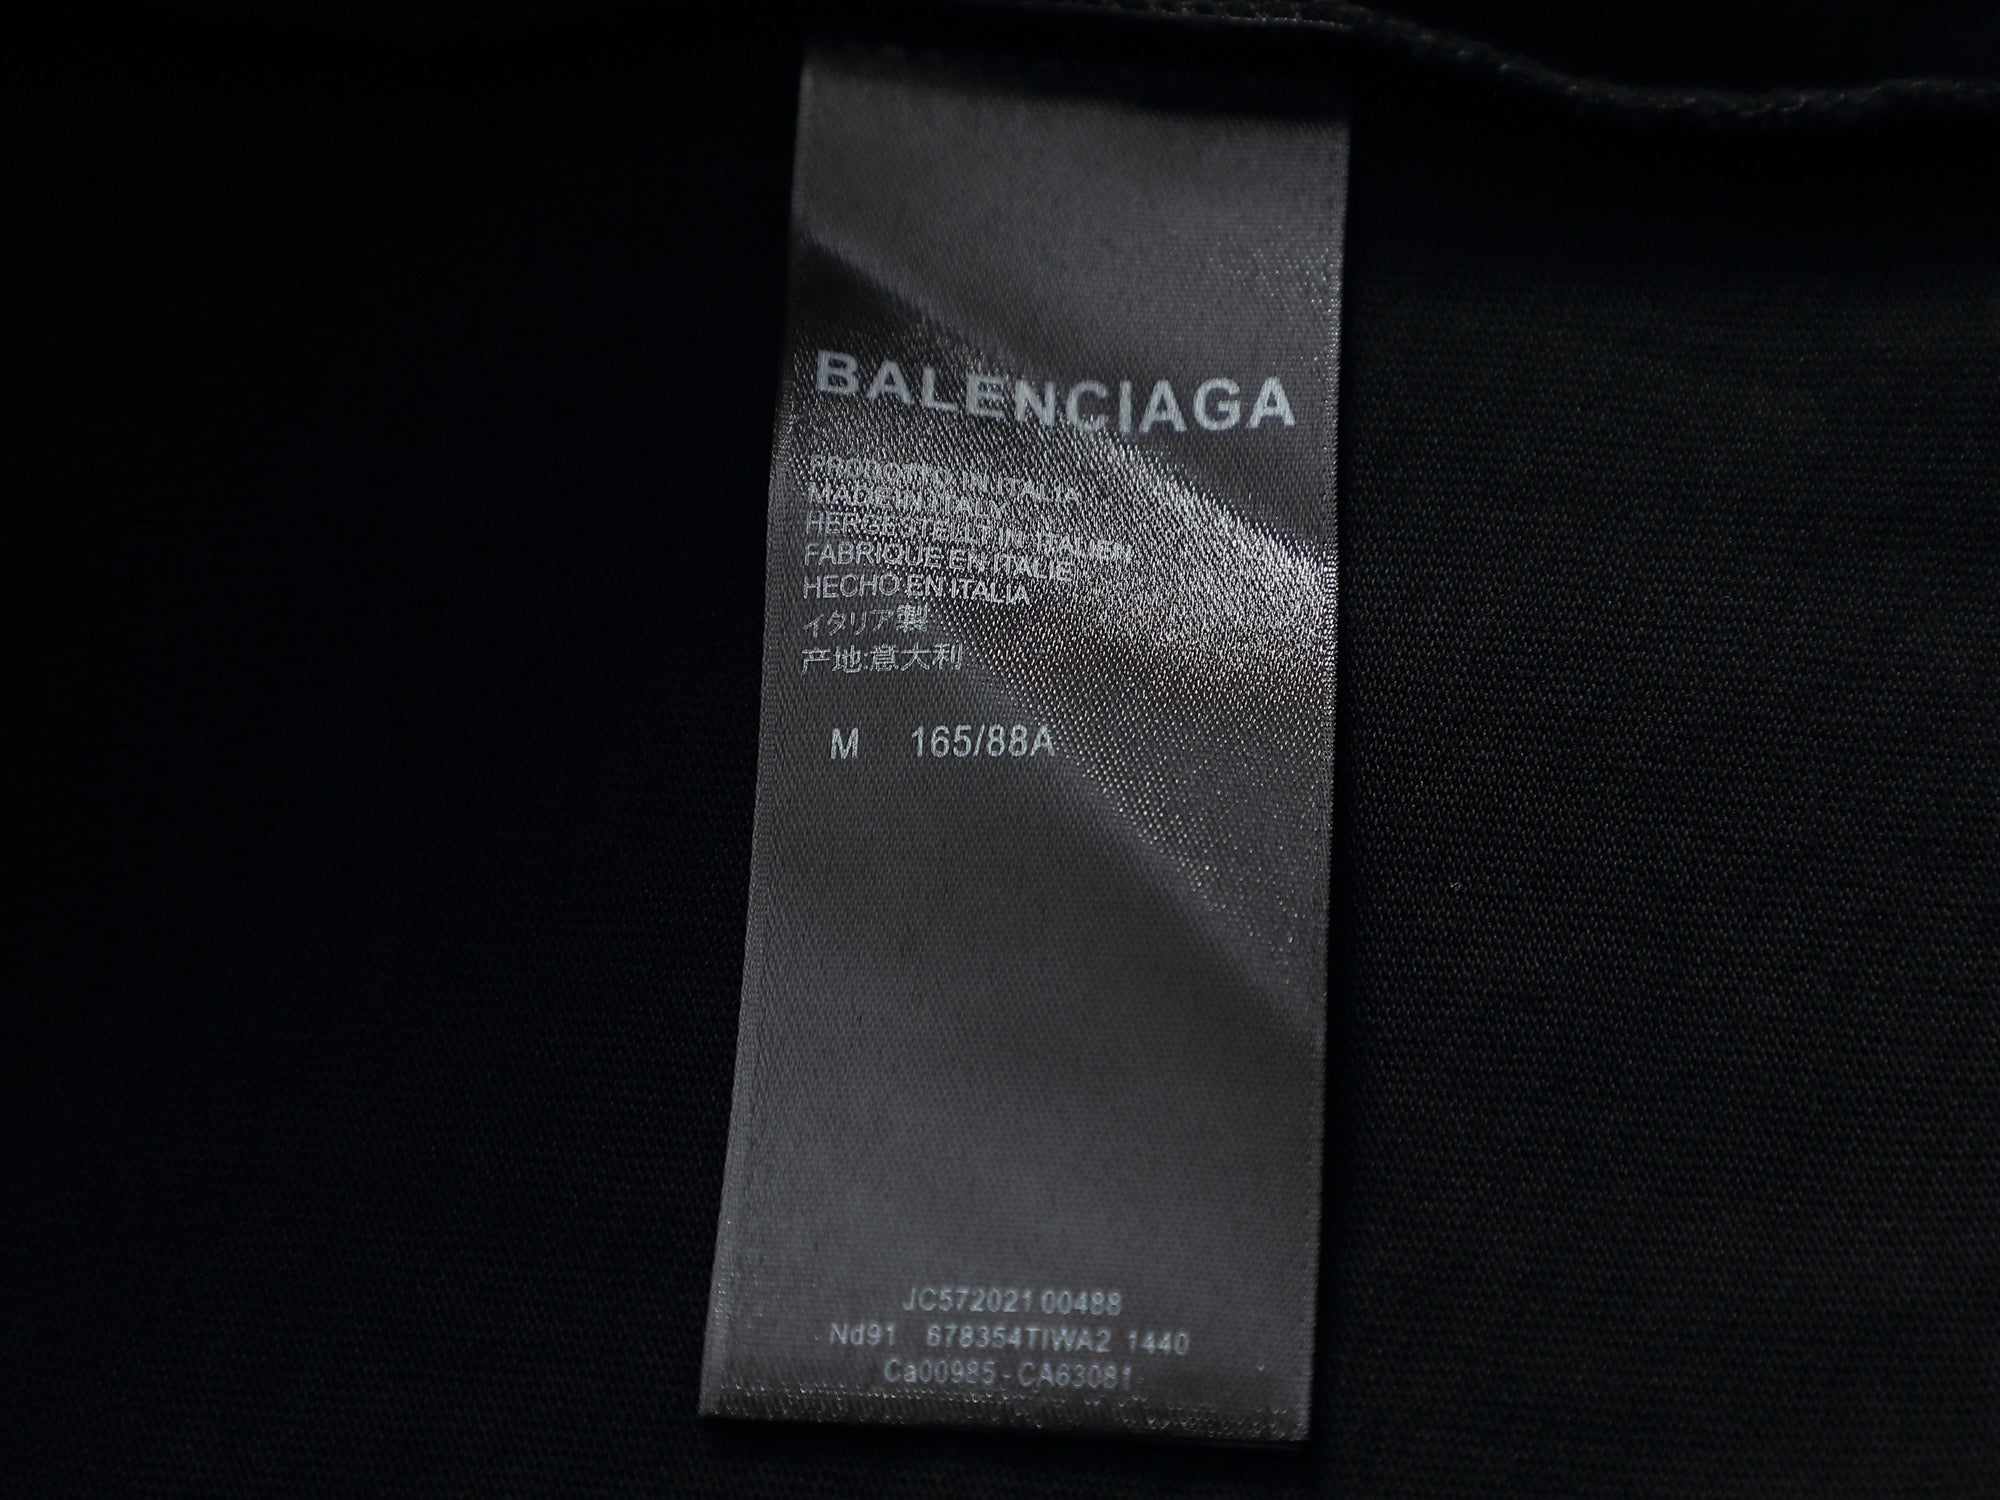 BALENCIAGA
PRODOTTO IN ITALIA
MADE IN ITALY
HERGESTELLT IN ITALIEN
FABRIQUE EN ITALIE
HECHO EN ITALIA
イタリア製
产地:意大利
M 165/88A
JC572021 00488
Nd91 678354TIWA2 1440
Ca00985 - CA63081